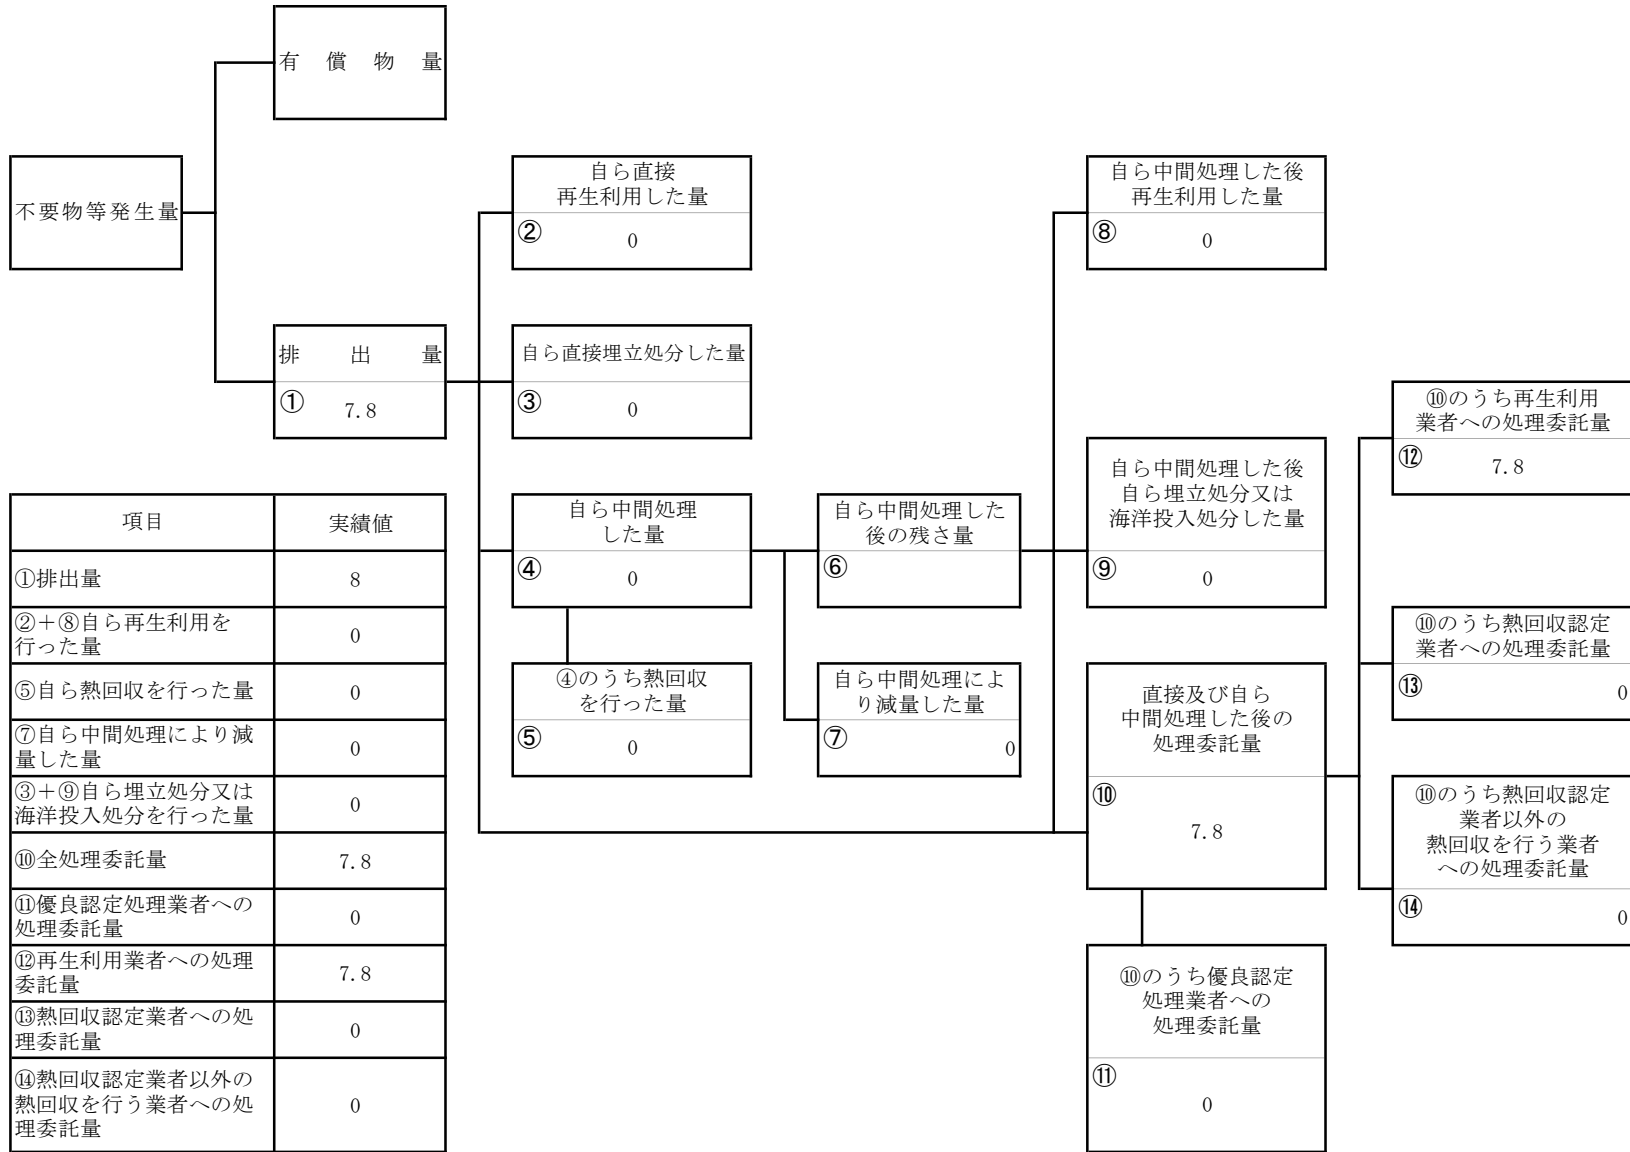 有償物量
不要物等発生量
自ら直接
再生利用した量
②
0
自ら中間処理した後
再生利用した量
⑧
0
排出量
①
7.8
自ら直接埋立処分した量
③
0
⑩のうち再生利用
業者への処理委託量
⑫
7.8
自ら中間処理した後
自ら埋立処分又は
海洋投入処分した量
⑨
0
自ら中間処理
した量
④
0
自ら中間処理した
後の残さ量
⑥
④のうち熱回収
を行った量
⑤
0
自ら中間処理によ
り減量した量
⑦
0
直接及び自ら
中間処理した後の
処理委託量
⑩
7.8
⑩のうち熱回収認定
業者への処理委託量
⑬
0
⑩のうち熱回収認定
業者以外の
熱回収を行う業者
への処理委託量
⑭
0
⑩のうち優良認定
処理業者への
処理委託量
⑪
0
項目 実績値
①排出量 8
②+⑧自ら再生利用を
行った量 0
⑤自ら熱回収を行った量 0
⑦自ら中間処理により減
量した量 0
③+⑨自ら埋立処分又は
海洋投入処分を行った量 0
⑩全処理委託量 7.8
⑪優良認定処理業者への
処理委託量 0
⑫再生利用業者への処理
委託量 7.8
⑬熱回収認定業者への処
理委託量 0
⑭熱回収認定業者以外の
熱回収を行う業者への処
理委託量 0